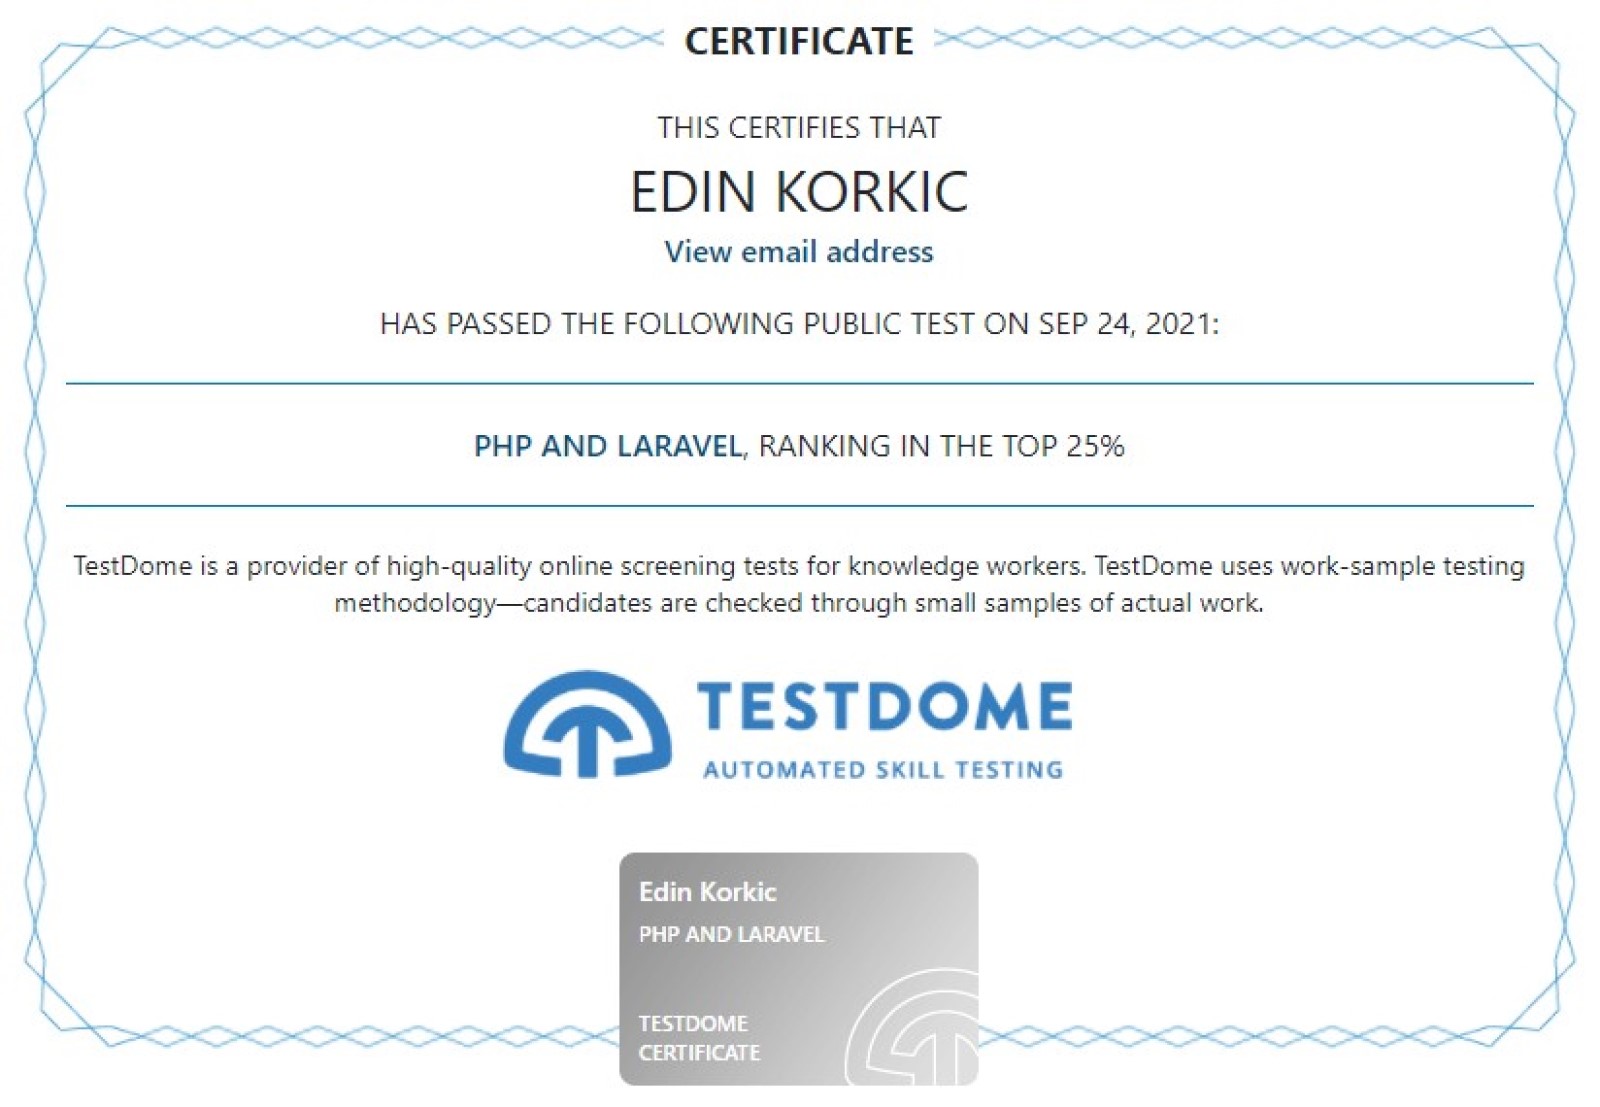 CERTIFICATE
THIS CERTIFIES THAT
EDIN KORKIC
View email address
HAS PASSED THE FOLLOWING PUBLIC TEST ON SEP 24, 2021:
PHP AND LARAVEL, RANKING IN THE TOP 25%
TestDome is a provider of high-quality online screening tests for knowledge workers. TestDome uses work-sample testing
methodology—candidates are checked through small samples of actual work.
TESTDOME
AUTOMATED SKILL TESTING
Edin Korkic
PHP AND LARAVEL
TESTDOME
CERTIFICATE